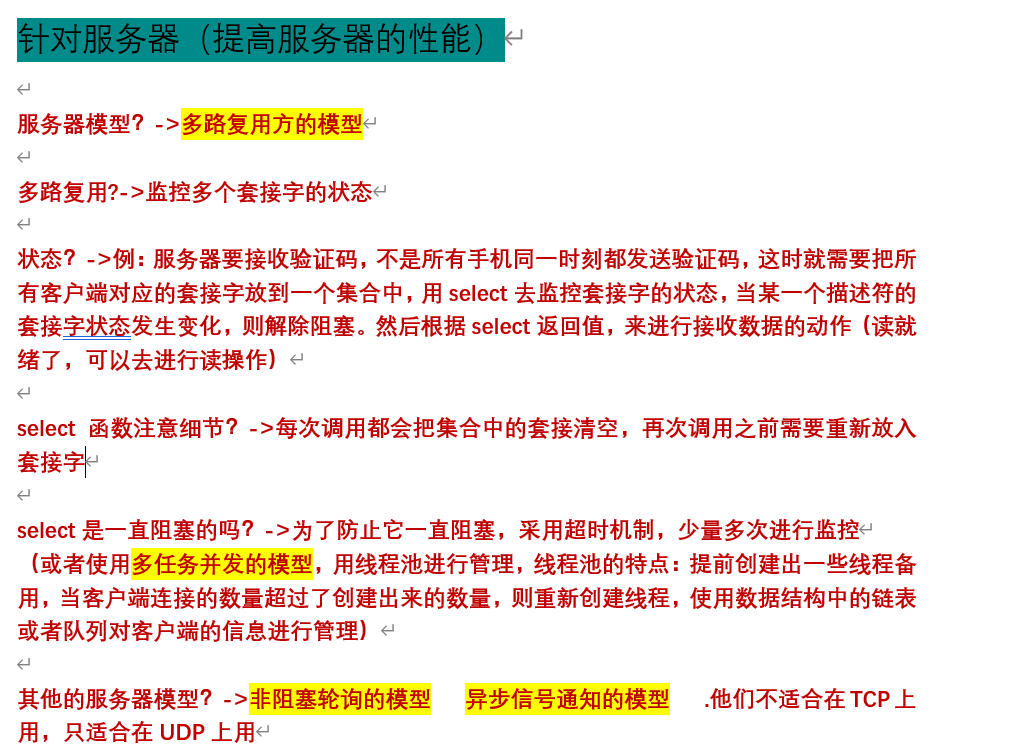 针对服务器（提高服务器的性能）
服务器模型？->多路复用方的模型
多路复用?->监控多个套接字的状态
状态？->例：服务器要接收验证码，不是所有手机同一时刻都发送验证码，这时就需要把所
有客户端对应的套接字放到一个集合中，用 select 去监控套接字的状态，当某一个描述符的
套接字状态发生变化，则解除阻塞。然后根据 select 返回值，来进行接收数据的动作（读就
绪了，可以去进行读操作）
select 函数注意细节？->每次调用都会把集合中的套接清空，再次调用之前需要重新放入
套接字
select 是一直阻塞的吗？->为了防止它一直阻塞，采用超时机制，少量多次进行监控
（或者使用多任务并发的模型，用线程池进行管理，线程池的特点：提前创建出一些线程备
用，当客户端连接的数量超过了创建出来的数量，则重新创建线程，使用数据结构中的链表
或者队列对客户端的信息进行管理）
其他的服务器模型？->非阻塞轮询的模型 异步信号通知的模型 .他们不适合在 TCP 上
用，只适合在 UDP 上用